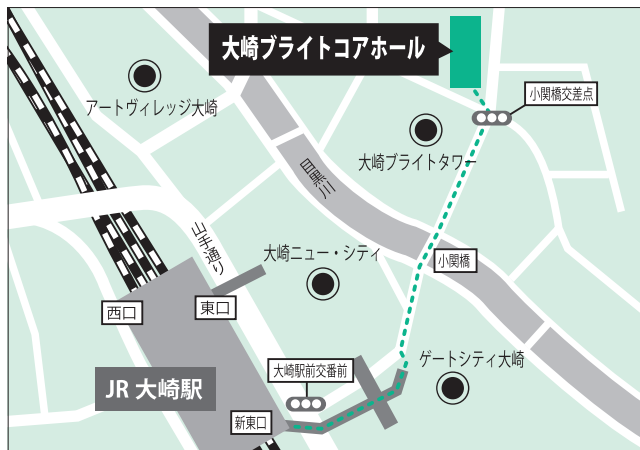 大崎ブライトコアホール
アートヴィレッジ大崎
小関橋交差点
大崎ブライトタワー
目黒川
山手通り
大崎ニュー・シティ
小関橋
西口
東口
ゲートシティ大崎
大崎駅前交番前
JR 大崎駅
新東口